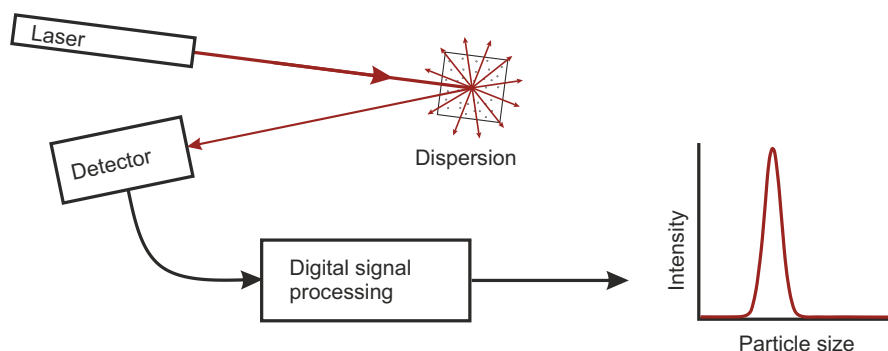 Laser
Detector
Dispersion
Digital signal
processing
Intensity
Particle size